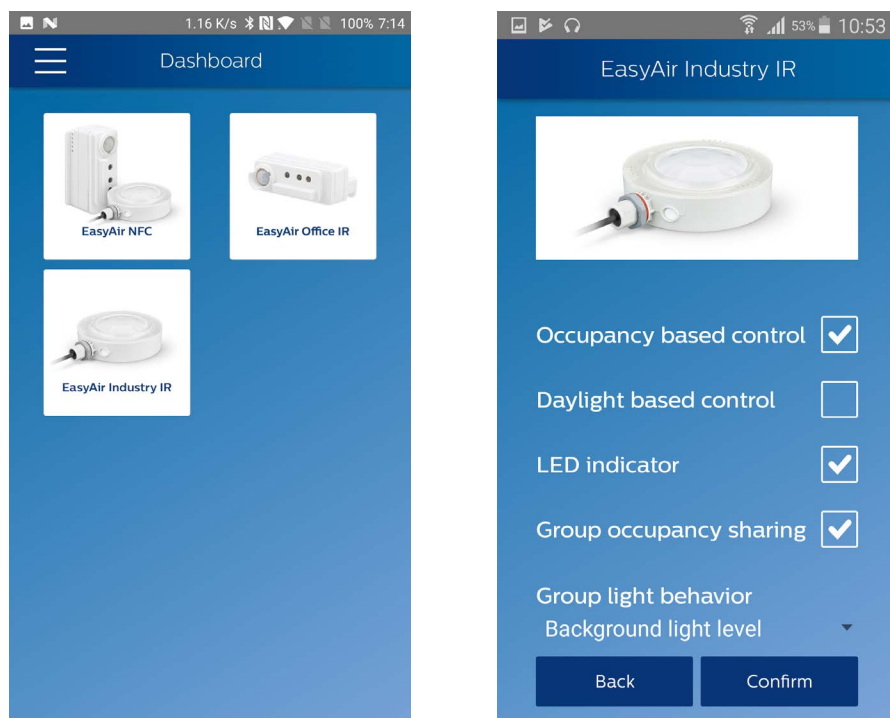 1.16 K/s 100% 7:14
Dashboard
EasyAir NFC
EasyAir Office IR
EasyAir Industry IR
53% 10:53
EasyAir Industry IR
Occupancy based control
Daylight based control
LED indicator
Group occupancy sharing
Group light behavior
Background light level
Back
Confirm